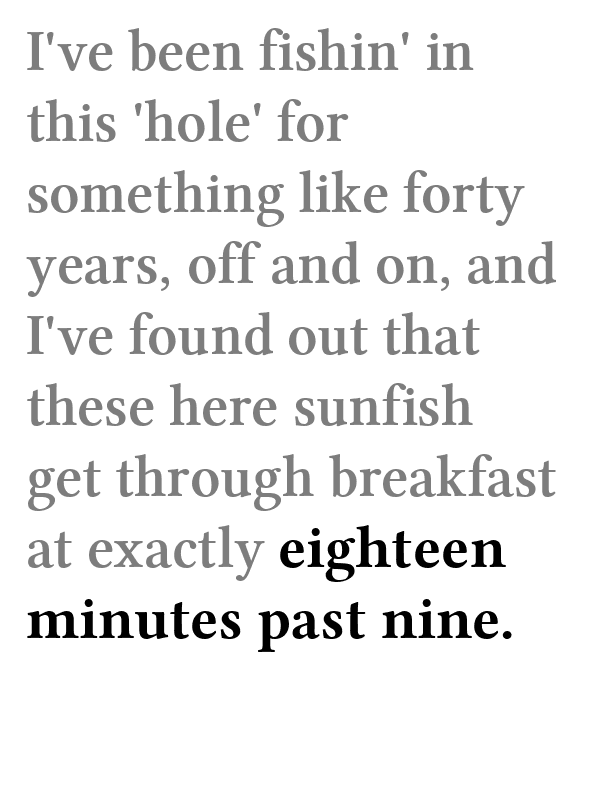 I've been fishin' in
this 'hole' for
something like forty
years, off and on, and
I've found out that
these here sunfish
get through breakfast
at exactly eighteen
minutes past nine.